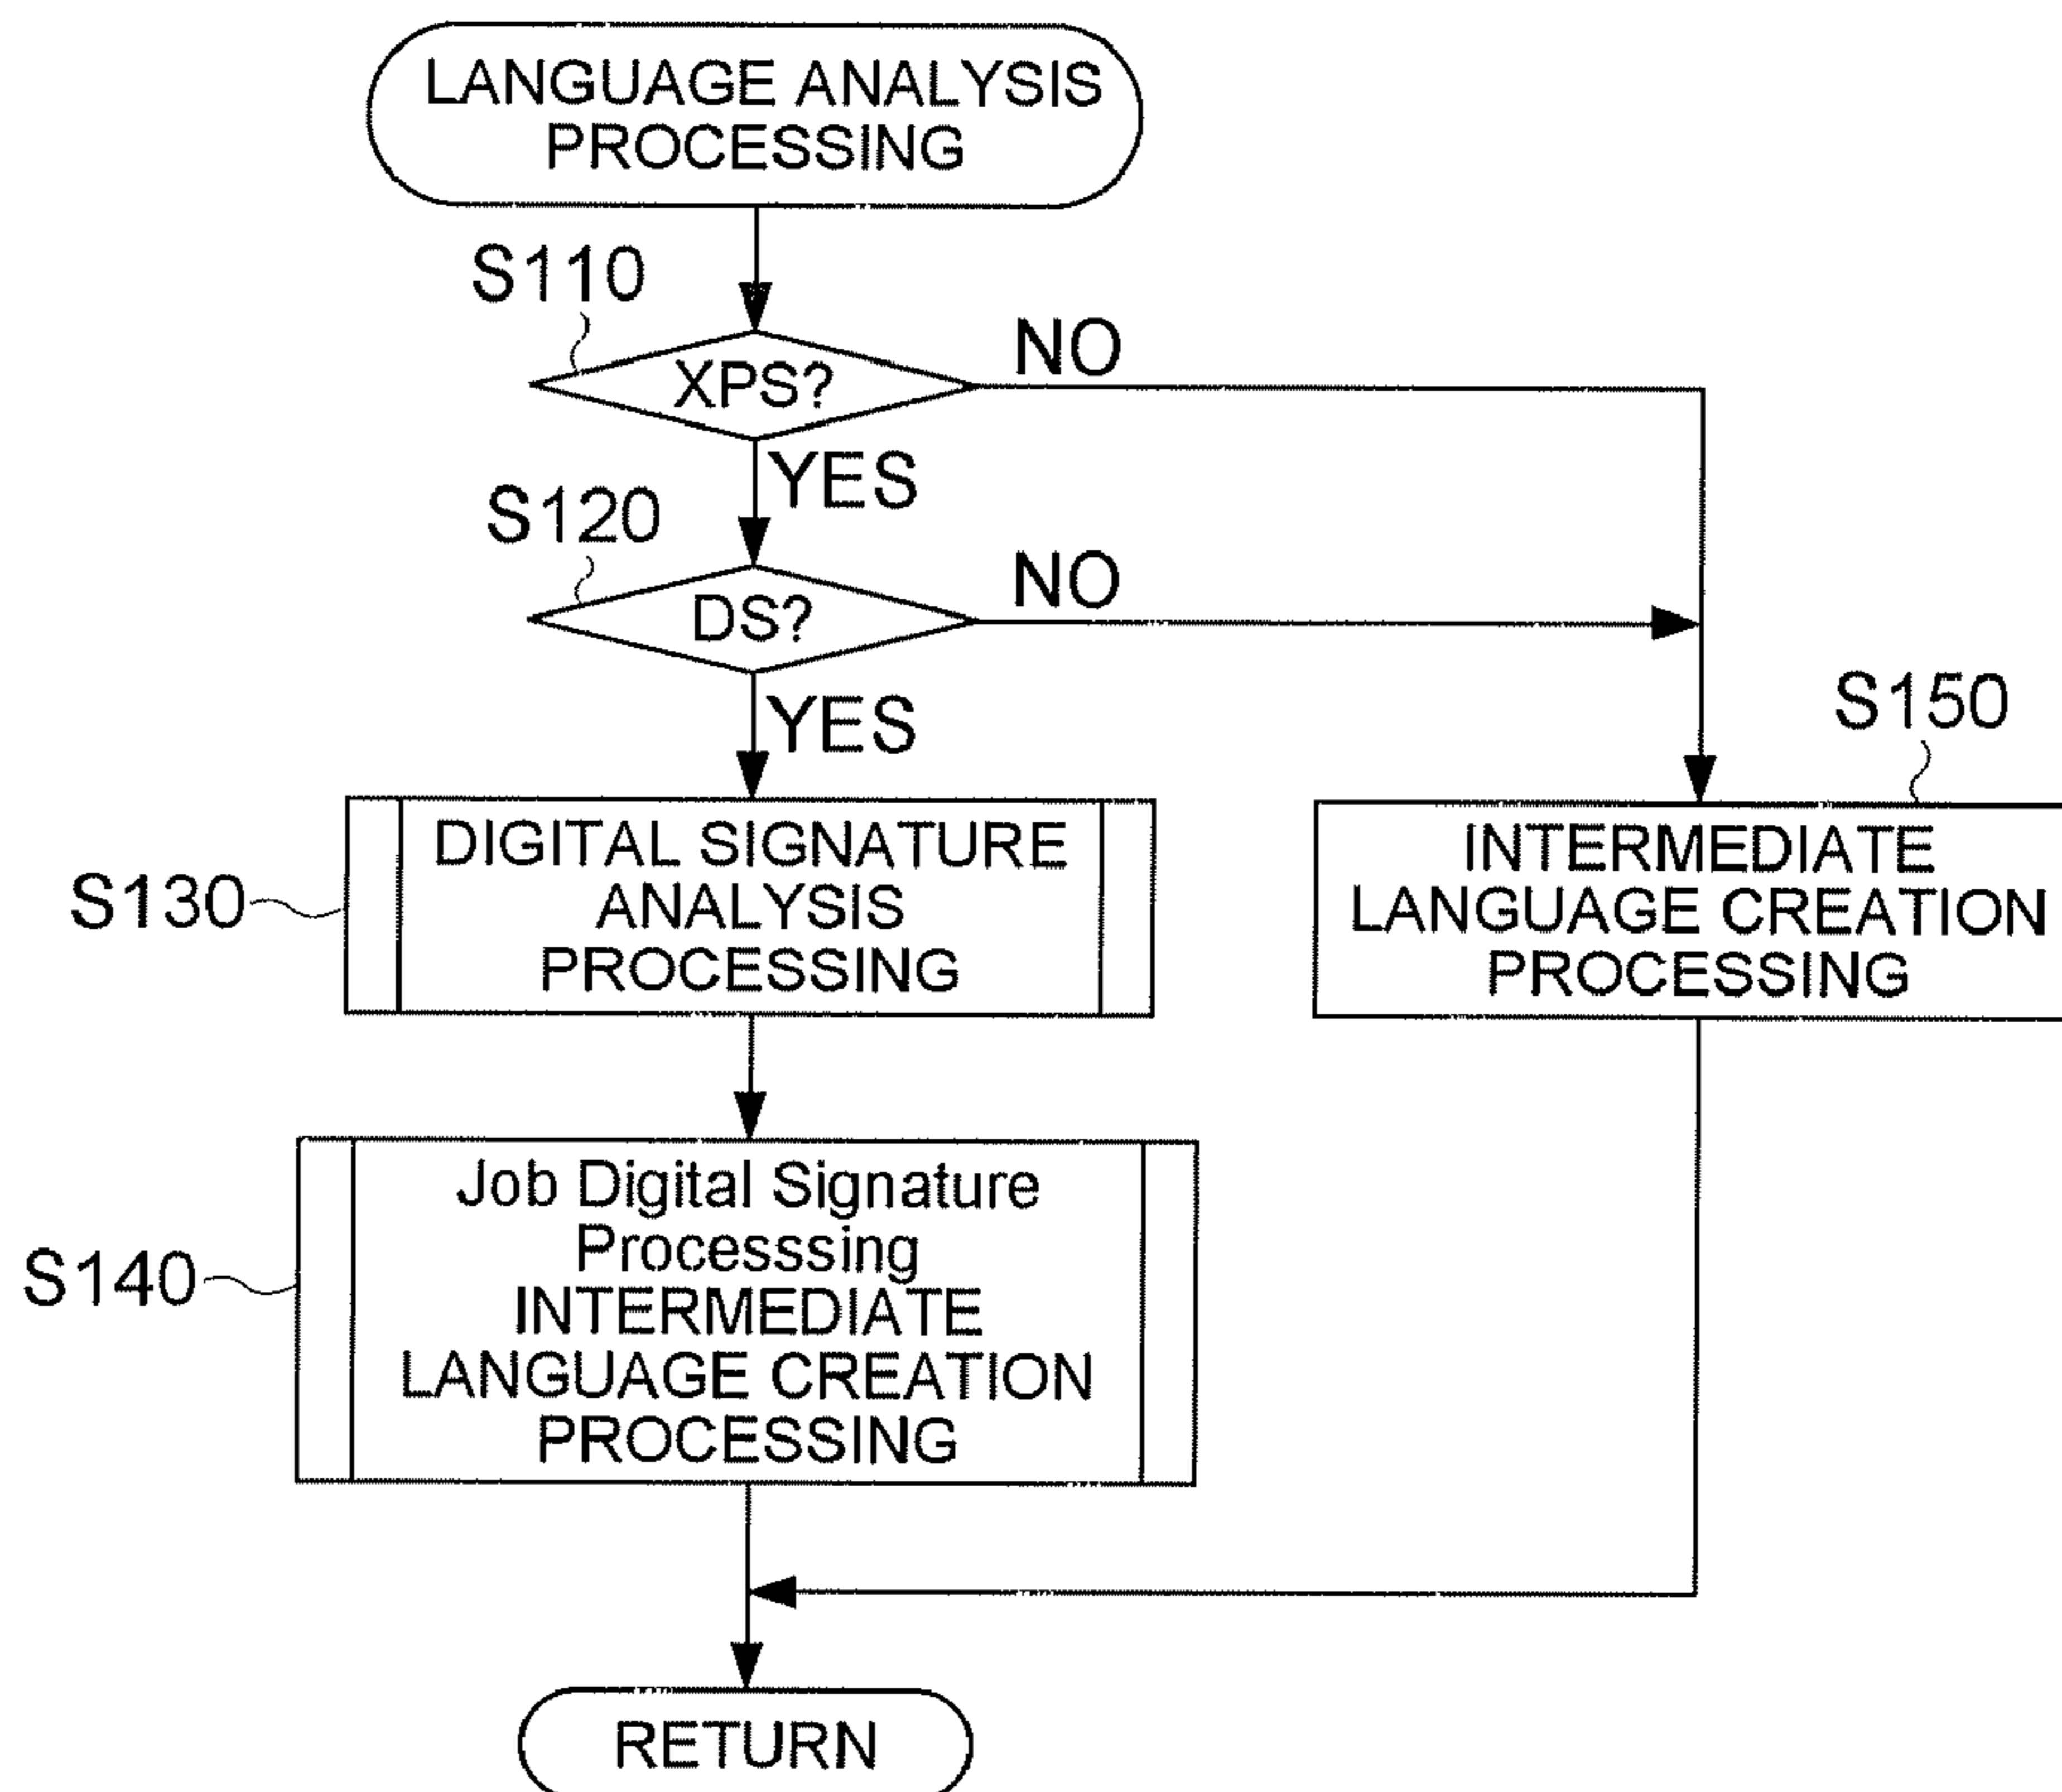 LANGUAGE ANALYSIS
PROCESSING
S110
XPS?
NO
YES
S120
DS?
NO
YES
S150
S130
DIGITAL SIGNATURE
ANALYSIS
PROCESSING
INTERMEDIATE
LANGUAGE CREATION
PROCESSING
S140
Job Digital Signature
Processsing
INTERMEDIATE
LANGUAGE CREATION
PROCESSING
RETURN